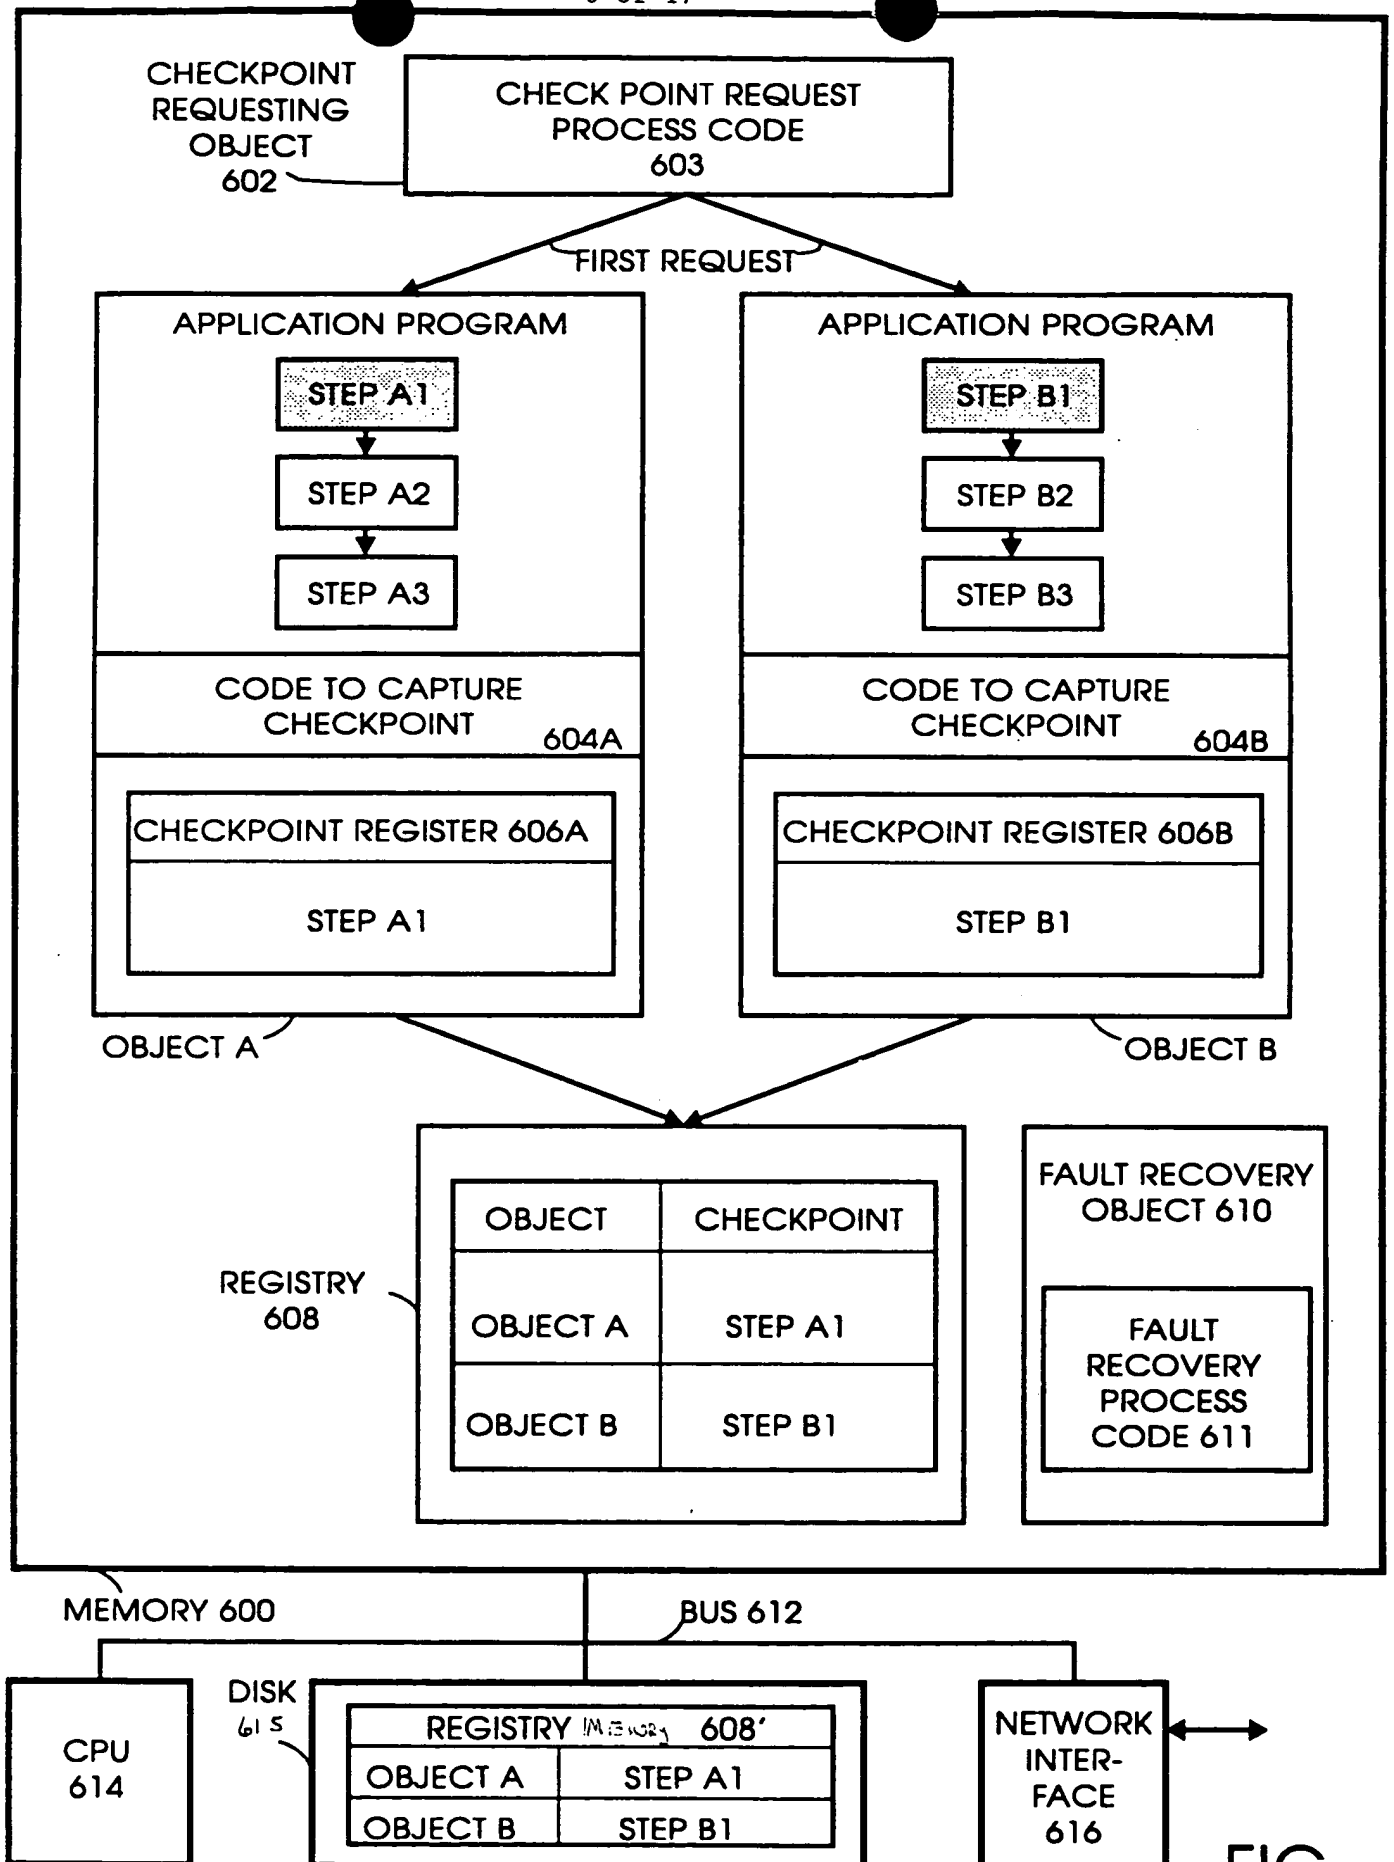 CHECKPOINT
REQUESTING
OBJECT
602
CHECK POINT REQUEST
PROCESS CODE
603
FIRST REQUEST
APPLICATION PROGRAM
STEP A1
STEP A2
STEP A3
CODE TO CAPTURE
CHECKPOINT
604A
CHECKPOINT REGISTER 606A
STEP A1
OBJECT A
APPLICATION PROGRAM
STEP B1
STEP B2
STEP B3
CODE TO CAPTURE
CHECKPOINT
604B
CHECKPOINT REGISTER 606B
STEP B1
OBJECT B
REGISTRY
608
OBJECT CHECKPOINT
OBJECT A STEP A1
OBJECT B STEP B1
FAULT RECOVERY
OBJECT 610
FAULT
RECOVERY
PROCESS
CODE 611
MEMORY 600
BUS 612
CPU
614
DISK
615
REGISTRY 608'
OBJECT A STEP A1
OBJECT B STEP B1
NETWORK
INTER-
FACE
616